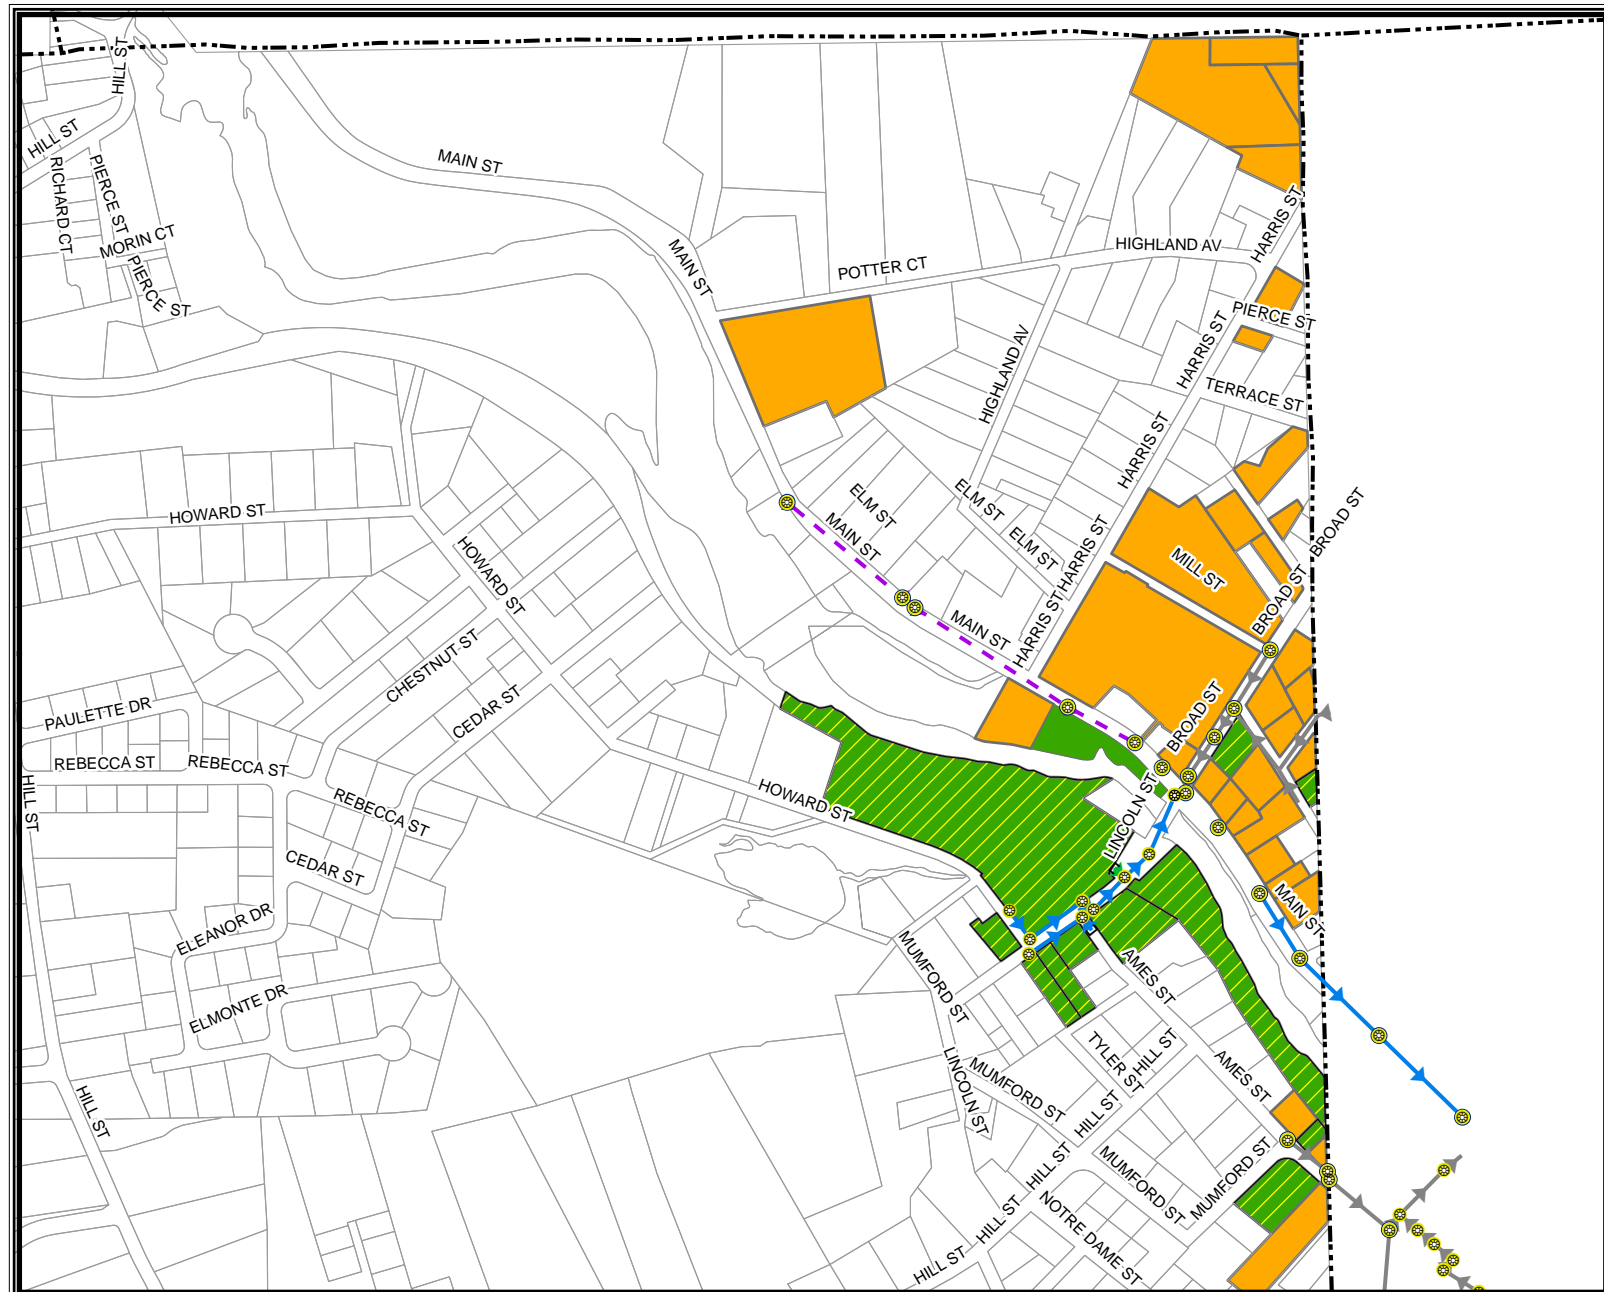 HILL ST
HILL ST
RICHARD CT
PIERCE ST
MORIN CT
PIERCE ST
MAIN ST
MAIN ST
POTTER CT
HIGHLAND AV
HARRIS ST
PIERCE ST
HARRIS ST
HIGHLAND AV
TERRACE ST
HARRIS ST
HOWARD ST
ELM ST
ELM ST
MAIN ST
ELM ST
HARRIS ST
BROAD ST
MILL ST
HOWARD ST
BROAD ST
MAIN ST
HARRIS ST
CHESTNUT ST
CEDAR ST
PAULETTE DR
BROAD ST
REBECCA ST
REBECCA ST
HILL ST
REBECCA ST
HOWARD ST
LINCOLN ST
CEDAR ST
MAIN ST
ELEANOR DR
MUMFORD ST
AMES ST
ELMONTE DR
TYLER ST
HILL ST
AMES ST
LINCOLN ST
MUMFORD ST
HILL ST
HILL ST
HILL ST
MUMFORD ST
MUMFORD ST
HILL ST
NOTRE DAME ST
HILL ST